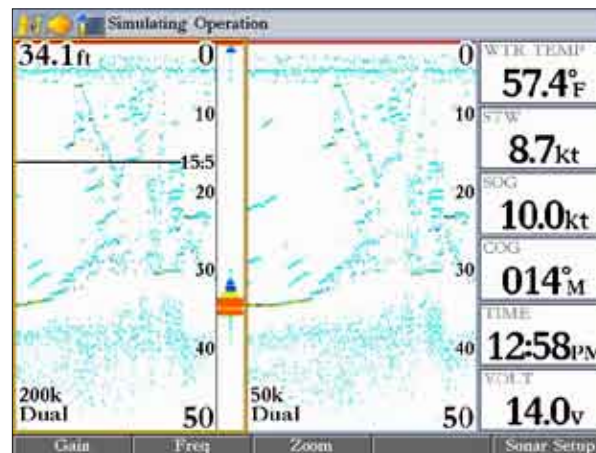 Simulating Operation
34.1ft
0
10
15.5
20
30
40
200k
Dual
50
0
10
20
30
40
50k
Dual
50
WTR TEMP
57.4°F
STW
8.7kt
SOG
10.0kt
COG
014°M
TIME
12:58PM
VOLT
14.0v
Gain
Freq
Zoom
Sonar Setup